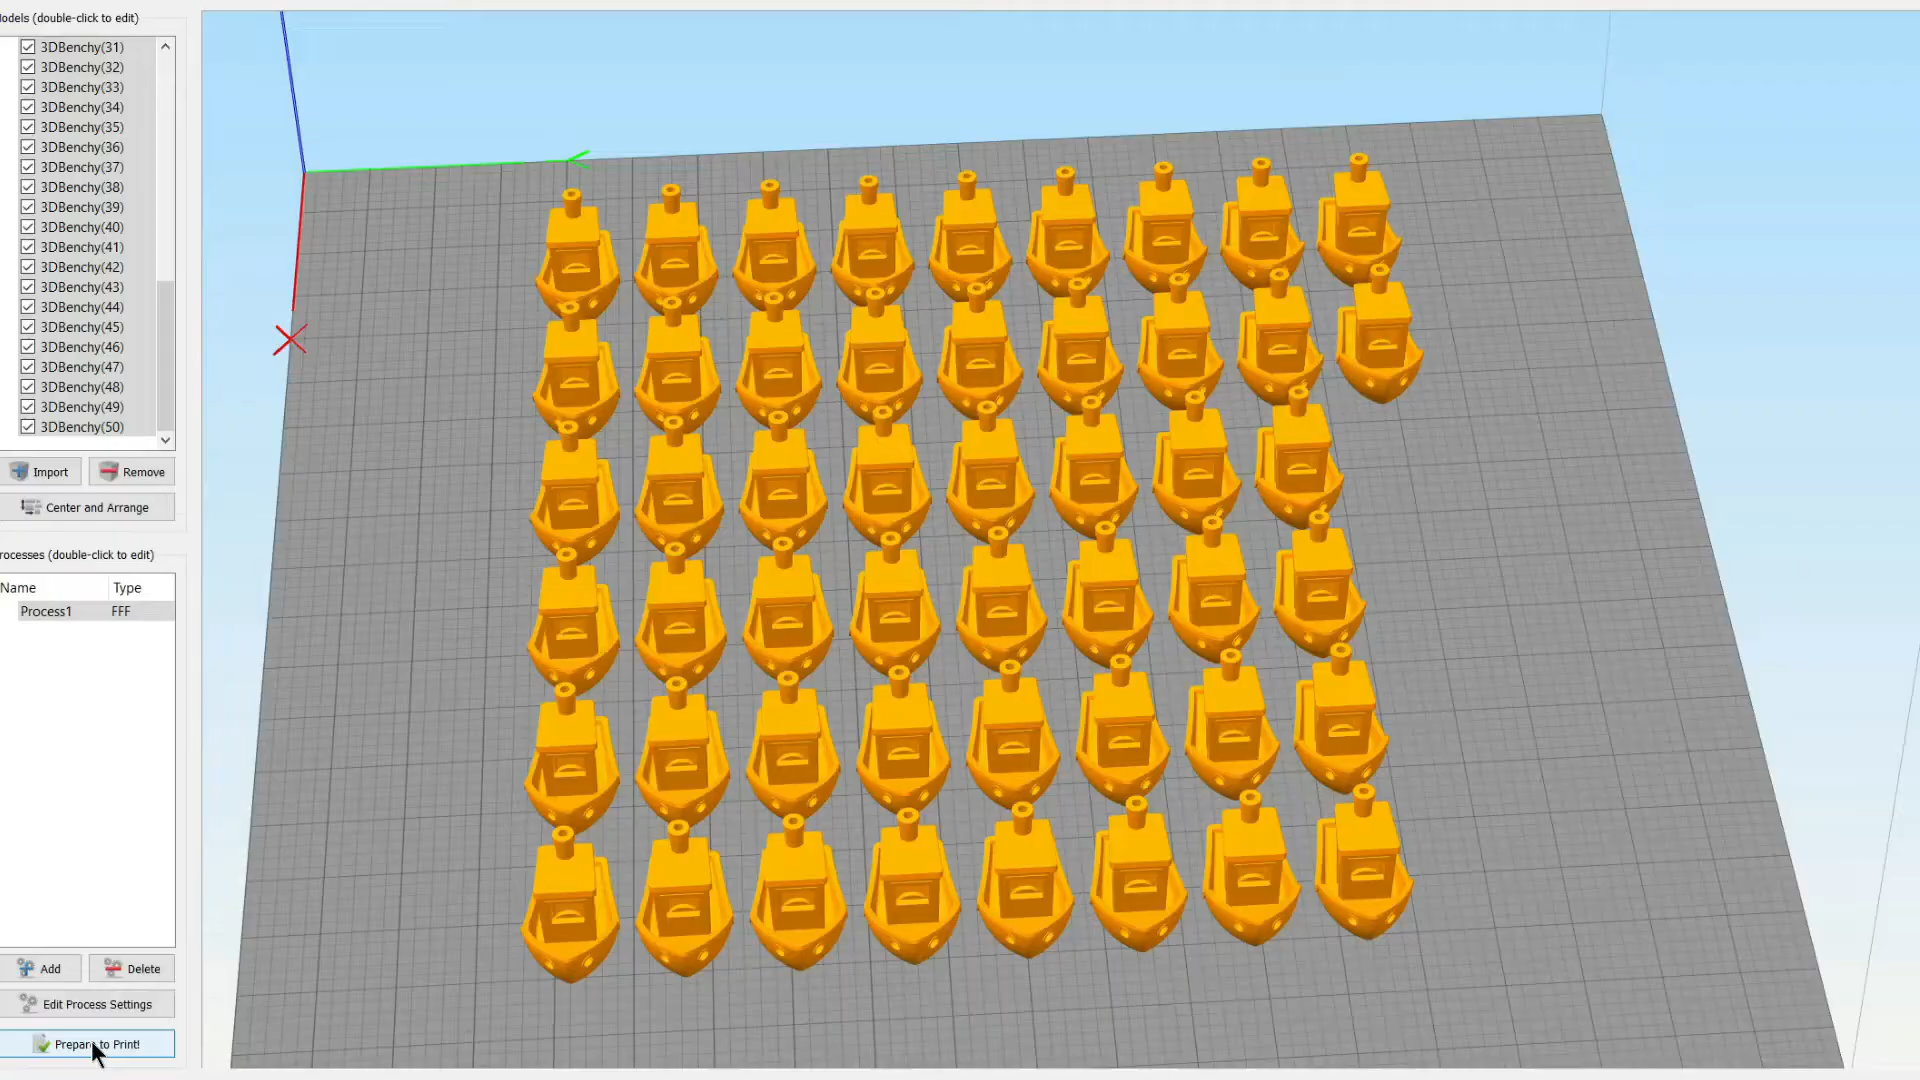 odels (double-click to edit)
3DBenchy(31)
3DBenchy(32)
3DBenchy(33)
3DBenchy(34)
3DBenchy(35)
3DBenchy(36)
3DBenchy(37)
3DBenchy(38)
3DBenchy(39)
3DBenchy(40)
3DBenchy(41)
3DBenchy(42)
3DBenchy(43)
3DBenchy(44)
3DBenchy(45)
3DBenchy(46)
3DBenchy(47)
3DBenchy(48)
3DBenchy(49)
3DBenchy(50)
Import Remove
Center and Arrange
rocesses (double-click to edit)
Name Type
Process1 FFF
Add Delete
Edit Process Settings
Prepare to Print!